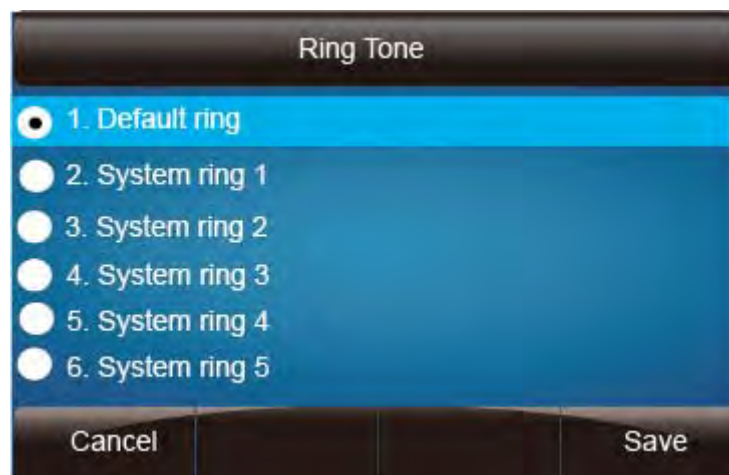 Ring Tone
1. Default ring
2. System ring 1
3. System ring 2
4. System ring 3
5. System ring 4
6. System ring 5
Cancel Save